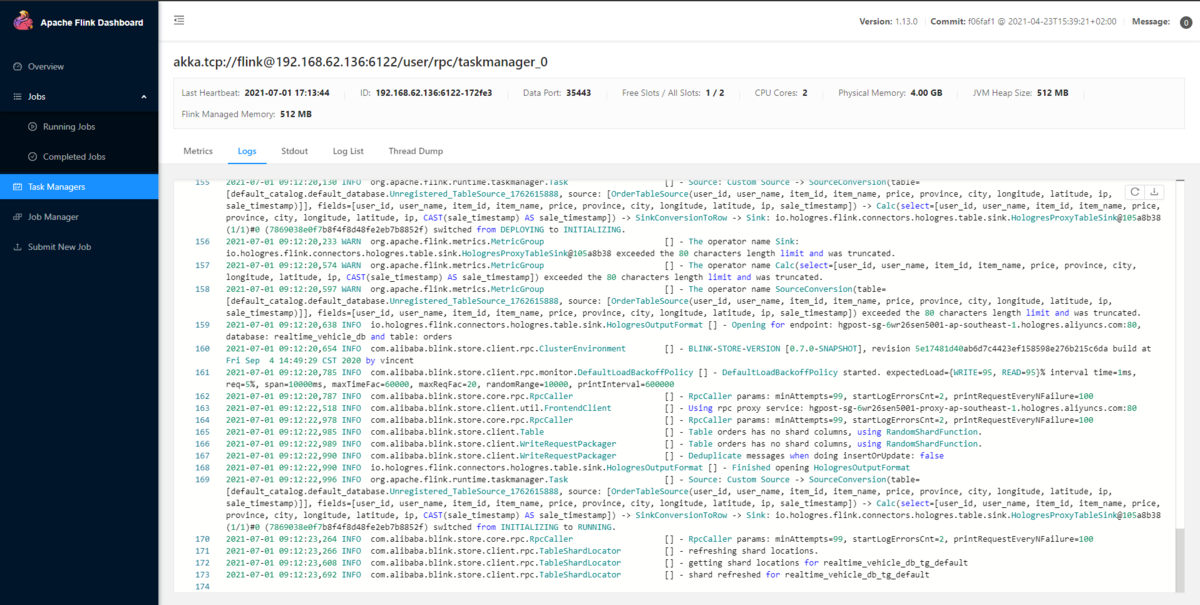 Apache Flink Dashboard
Version: 1.13.0 Commit: f06faf1 @ 2021-04-23T15:39:21+02:00 Message: 0
Overview
Jobs
Running Jobs
Completed Jobs
Task Managers
Job Manager
Submit New Job
akka.tcp://flink@192.168.62.136:6122/user/rpc/taskmanager_0
Last Heartbeat: 2021-07-01 17:13:44 ID: 192.168.62.136:6122-172fe3 Data Port: 35443 Free Slots / All Slots: 1 / 2 CPU Cores: 2 Physical Memory: 4.00 GB JVM Heap Size: 512 MB
Flink Managed Memory: 512 MB
Metrics Logs Stdout Log List Thread Dump
155 2021-07-01 09:12:20,130 INFO org.apache.flink.runtime.taskmanager.Task [] - Source: Custom Source -> SourceConversion(table=
[default_catalog.default_database.Unregistered_TableSource_1762615888, source: [OrderTableSource(user_id, user_name, item_id, item_name, price, province, city, longitude, latitude, ip,
sale_timestamp)]], fields=[user_id, user_name, item_id, item_name, price, province, city, longitude, latitude, ip, sale_timestamp]) -> Calc(select=[user_id, user_name, item_id, item_name, price,
province, city, longitude, latitude, ip, CAST(sale_timestamp) AS sale_timestamp]) -> SinkConversionToRow -> Sink: io.hologres.flink.connectors.hologres.table.sink.HologresProxyTableSink@105a8b38
(1/1)#0 (7869038e0f7b8f4f8d48fe2eb7b8852f) switched from DEPLOYING to INITIALIZING.
156 2021-07-01 09:12:20,233 WARN org.apache.flink.metrics.MetricGroup [] - The operator name Sink:
io.hologres.flink.connectors.hologres.table.sink.HologresProxyTableSink@105a8b38 exceeded the 80 characters length limit and was truncated.
157 2021-07-01 09:12:20,574 WARN org.apache.flink.metrics.MetricGroup [] - The operator name Calc(select=[user_id, user_name, item_id, item_name, price, province, city,
longitude, latitude, ip, CAST(sale_timestamp) AS sale_timestamp]) exceeded the 80 characters length limit and was truncated.
158 2021-07-01 09:12:20,597 WARN org.apache.flink.metrics.MetricGroup [] - The operator name SourceConversion(table=
[default_catalog.default_database.Unregistered_TableSource_1762615888, source: [OrderTableSource(user_id, user_name, item_id, item_name, price, province, city, longitude, latitude, ip,
sale_timestamp)]], fields=[user_id, user_name, item_id, item_name, price, province, city, longitude, latitude, ip, sale_timestamp]) exceeded the 80 characters length limit and was truncated.
159 2021-07-01 09:12:20,638 INFO io.hologres.flink.connectors.hologres.table.sink.HologresOutputFormat [] - Opening for endpoint: hgpost-sg-6wr26sen5001-ap-southeast-1.hologres.aliyuncs.com:80,
database: realtime_vehicle_db and table: orders
160 2021-07-01 09:12:20,654 INFO com.alibaba.blink.store.client.rpc.ClusterEnvironment [] - BLINK-STORE-VERSION [0.7.0-SNAPSHOT], revision 5e17481d40ab6d7c4423ef158598e276b215c6da build at
Fri Sep 4 14:49:29 CST 2020 by vincent
161 2021-07-01 09:12:20,785 INFO com.alibaba.blink.store.client.rpc.monitor.DefaultLoadBackoffPolicy [] - DefaultLoadBackoffPolicy started. expectedLoad={WRITE=95, READ=95}% interval time=1ms,
req=5%, span=10000ms, maxTimeFac=60000, maxReqFac=20, randomRange=10000, printInterval=600000
162 2021-07-01 09:12:20,787 INFO com.alibaba.blink.store.core.rpc.RpcCaller [] - RpcCaller params: minAttempts=99, startLogErrorsCnt=2, printRequestEveryNFailure=100
163 2021-07-01 09:12:22,518 INFO com.alibaba.blink.store.client.util.FrontendClient [] - Using rpc proxy service: hgpost-sg-6wr26sen5001-proxy-ap-southeast-1.hologres.aliyuncs.com:80
164 2021-07-01 09:12:22,978 INFO com.alibaba.blink.store.core.rpc.RpcCaller [] - RpcCaller params: minAttempts=99, startLogErrorsCnt=2, printRequestEveryNFailure=100
165 2021-07-01 09:12:22,985 INFO com.alibaba.blink.store.client.Table [] - Table orders has no shard columns, using RandomShardFunction.
166 2021-07-01 09:12:22,989 INFO com.alibaba.blink.store.client.WriteRequestPackager [] - Table orders has no shard columns, using RandomShardFunction.
167 2021-07-01 09:12:22,990 INFO com.alibaba.blink.store.client.WriteRequestPackager [] - Deduplicate messages when doing insertOrUpdate: false
168 2021-07-01 09:12:22,990 INFO io.hologres.flink.connectors.hologres.table.sink.HologresOutputFormat [] - Finished opening HologresOutputFormat
169 2021-07-01 09:12:22,996 INFO org.apache.flink.runtime.taskmanager.Task [] - Source: Custom Source -> SourceConversion(table=
[default_catalog.default_database.Unregistered_TableSource_1762615888, source: [OrderTableSource(user_id, user_name, item_id, item_name, price, province, city, longitude, latitude, ip,
sale_timestamp)]], fields=[user_id, user_name, item_id, item_name, price, province, city, longitude, latitude, ip, sale_timestamp]) -> Calc(select=[user_id, user_name, item_id, item_name, price,
province, city, longitude, latitude, ip, CAST(sale_timestamp) AS sale_timestamp]) -> SinkConversionToRow -> Sink: io.hologres.flink.connectors.hologres.table.sink.HologresProxyTableSink@105a8b38
(1/1)#0 (7869038e0f7b8f4f8d48fe2eb7b8852f) switched from INITIALIZING to RUNNING.
170 2021-07-01 09:12:23,264 INFO com.alibaba.blink.store.core.rpc.RpcCaller [] - RpcCaller params: minAttempts=99, startLogErrorsCnt=2, printRequestEveryNFailure=100
171 2021-07-01 09:12:23,266 INFO com.alibaba.blink.store.client.rpc.TableShardLocator [] - refreshing shard locations.
172 2021-07-01 09:12:23,608 INFO com.alibaba.blink.store.client.rpc.TableShardLocator [] - getting shard locations for realtime_vehicle_db_tg_default
173 2021-07-01 09:12:23,692 INFO com.alibaba.blink.store.client.rpc.TableShardLocator [] - shard refreshed for realtime_vehicle_db_tg_default
174